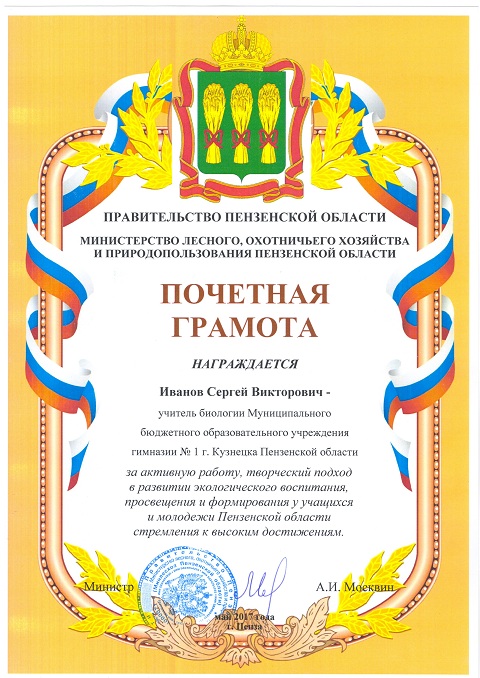 ПРАВИТЕЛЬСТВО ПЕНЗЕНСКОЙ ОБЛАСТИ
МИНИСТЕРСТВО ЛЕСНОГО, ОХОТНИЧЬЕГО ХОЗЯЙСТВА
И ПРИРОДОПОЛЬЗОВАНИЯ ПЕНЗЕНСКОЙ ОБЛАСТИ
ПОЧЕТНАЯ
ГРАМОТА
НАГРАЖДАЕТСЯ
Иванов Сергей Викторович -
учитель биологии Муниципального
бюджетного образовательного учреждения
гимназии № 1 г. Кузнецка Пензенской области
за активную работу, творческий подход
в развитии экологического воспитания,
просвещения и формирования у учащихся
и молодежи Пензенской области
стремления к высоким достижениям.
Министр
А.И. Москвин
май 2017 года
г. Пенза